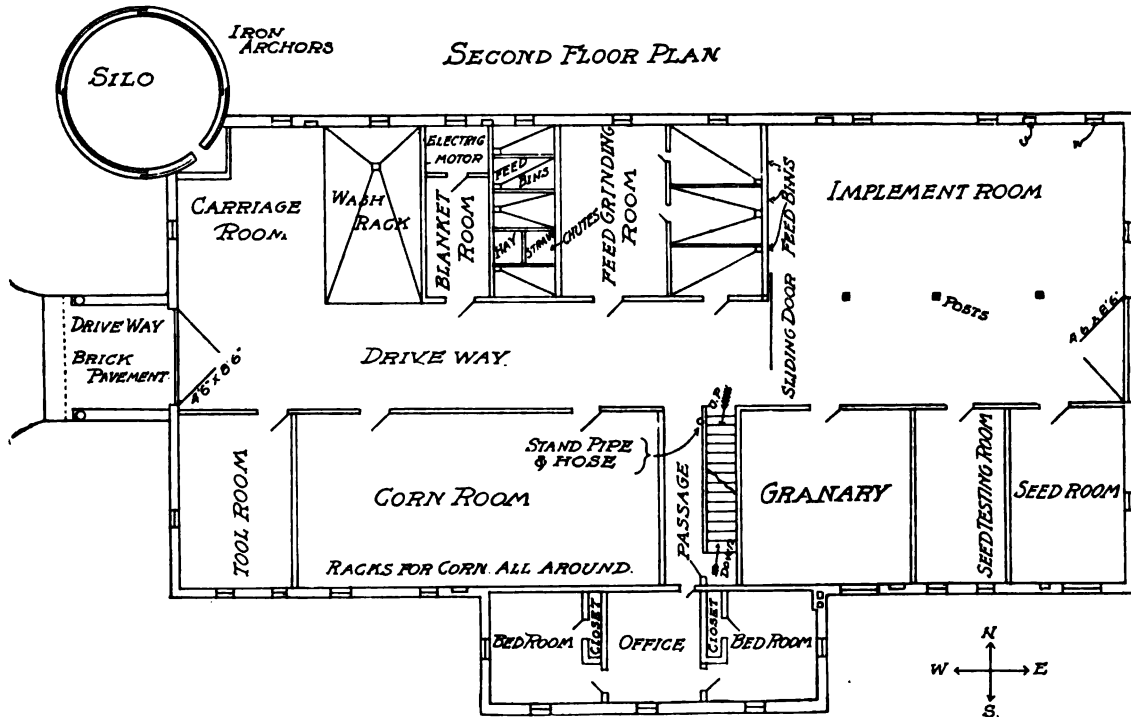 IRON
ARCHORS
SECOND FLOOR PLAN
SILO
ELECTRIC
MOTOR
FEED
BINS
WASH
RACK
CARRIAGE
ROOM.
BLANKET
ROOM
HAY
STRAW
CHUTES
FEED GRINDING
ROOM
FEED BINS
IMPLEMENT ROOM
SLIDING DOOR
POSTS
DRIVE WAY
BRICK
PAVEMENT.
DRIVE WAY.
UP
STAND PIPE
& HOSE
PASSAGE
DOWN
TOOL ROOM
CORN ROOM
RACKS FOR CORN. ALL AROUND.
GRANARY
SEED TESTING ROOM
SEED ROOM
BED ROOM
CLOSET
OFFICE
CLOSET
BED ROOM
N
W
E
S.